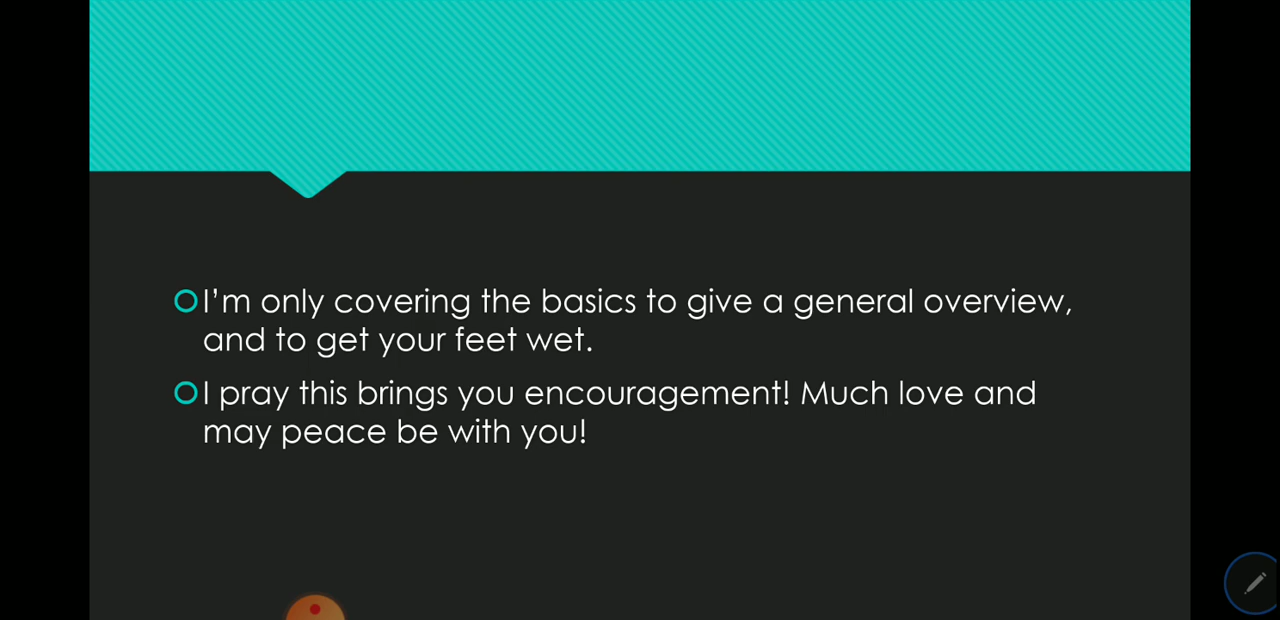 I’m only covering the basics to give a general overview,
and to get your feet wet.
I pray this brings you encouragement! Much love and
may peace be with you!